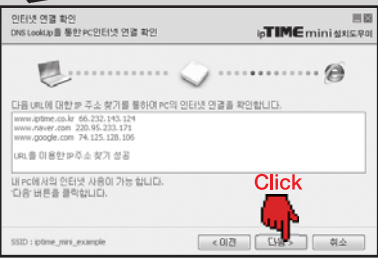 인터넷 연결 확인
DNS LookUp을 통한 PC인터넷 연결 확인
ipTIME mini 설치도우미
다음 URL에 대한 IP 주소 찾기를 통하여 PC의 인터넷 연결을 확인합니다.
www.iptime.co.kr 66.232.143.124
www.naver.com 220.95.233.171
www.google.com 74.125.128.106
URL을 이용한 IP주소 찾기 성공
내 PC에서의 인터넷 사용이 가능 합니다.
'다음' 버튼을 클릭합니다.
Click
SSID : iptime_mini_example
< 이전
다음 >
취소